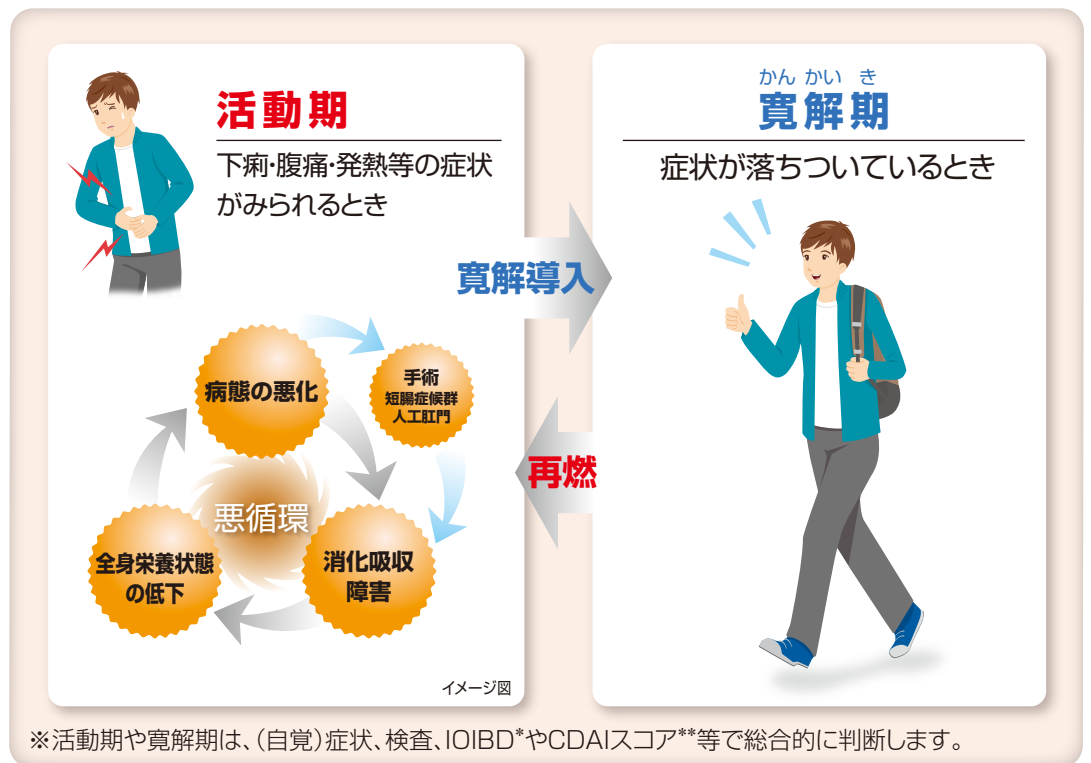 活動期
下痢・腹痛・発熱等の症状
がみられるとき
病態の悪化
手術
短腸症候群
人工肛門
悪循環
全身栄養状態
の低下
消化吸収
障害
イメージ図
寛解導入
再燃
かん かい き
寛解期
症状が落ちついているとき
※活動期や寛解期は、(自覚)症状、検査、IOIBD*やCDAIスコア**等で総合的に判断します。